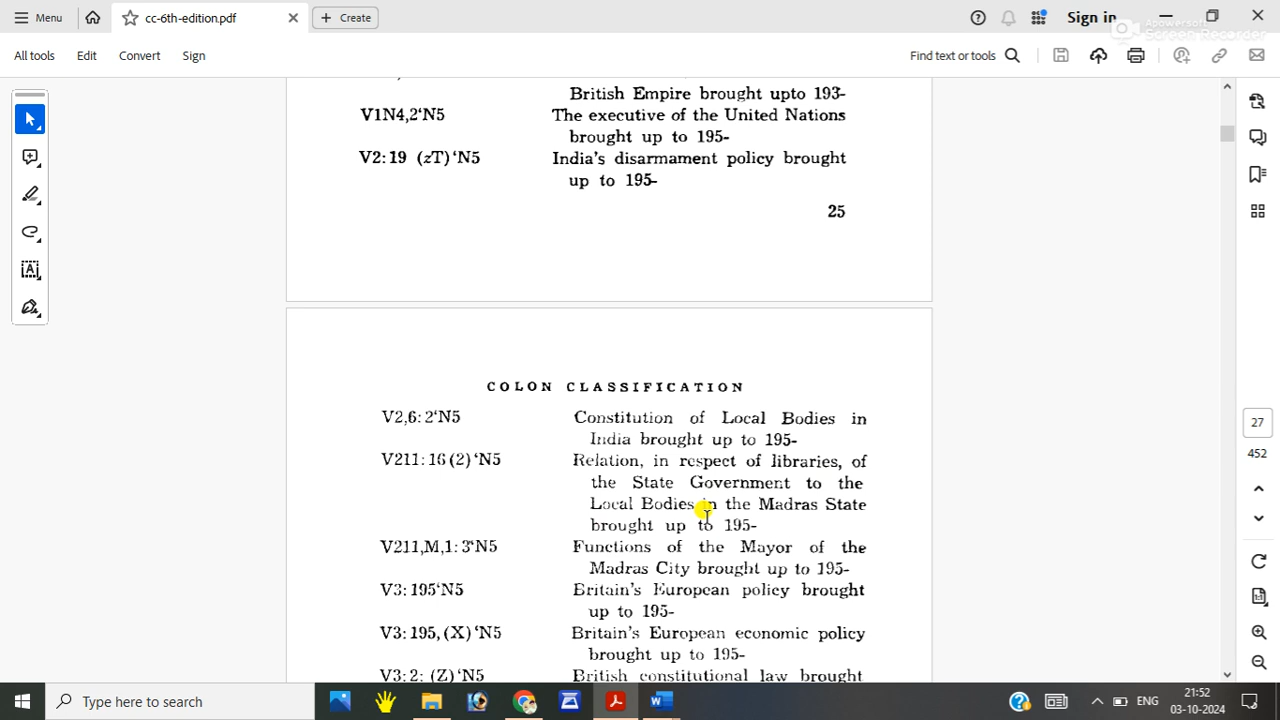 Menu
cc-6th-edition.pdf
Create
Sign in
Apowersoft
Screen Recorder
All tools
Edit
Convert
Sign
Find text or tools
British Empire brought upto 193-
V1N4,2‘N5 The executive of the United Nations
brought up to 195-
V2: 19 (zT)‘N5 India's disarmament policy brought
up to 195-
25
COLON CLASSIFICATION
V2,6: 2‘N5 Constitution of Local Bodies in
India brought up to 195-
V211: 16 (2)‘N5 Relation, in respect of libraries, of
the State Government to the
Local Bodies in the Madras State
brought up to 195-
V211,M,1: 3‘N5 Functions of the Mayor of the
Madras City brought up to 195-
V3: 195‘N5 Britain's European policy brought
up to 195-
V3: 195, (X)‘N5 Britain's European economic policy
brought up to 195-
V3: 2: (Z)‘N5 British constitutional law brought
27
452
Type here to search
ENG
21:52
03-10-2024